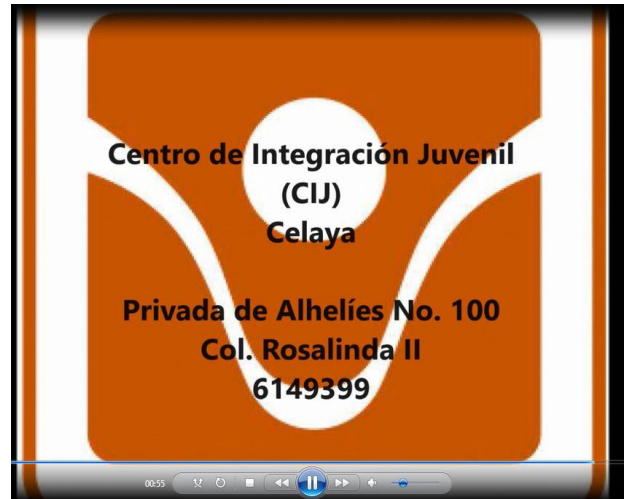 Centro de Integración Juvenil
(CIJ)
Celaya
Privada de Alhelíes No. 100
Col. Rosalinda II
6149399
00:55